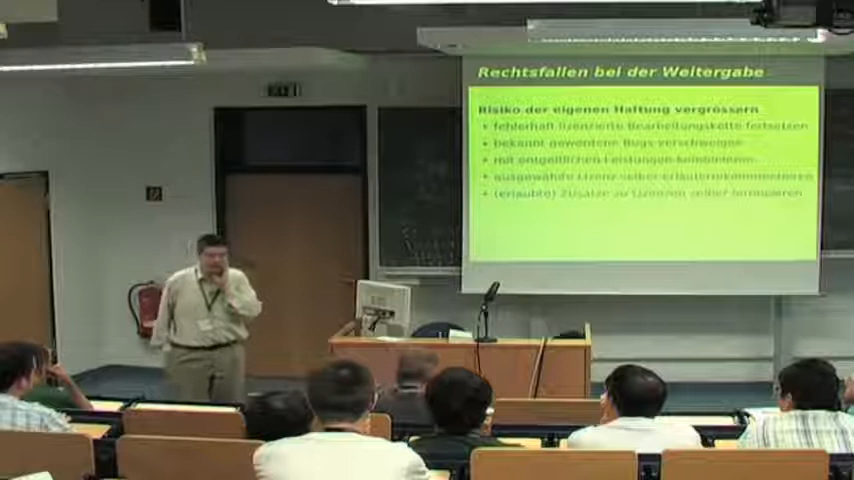 Rechtsfallen bei der Weitergabe
Risiko der eigenen Haftung vergrössern
• fehlerhaft lizenzierte Bearbeitungskette fortsetzen
• bekannt gewordene Bugs verschweigen
• mit entgeltlichen Leistungen kombinieren
• ausgewählte Lizenz selber erläutern/kommentieren
• (erlaubte) Zusätze zu Lizenzen selber formulieren